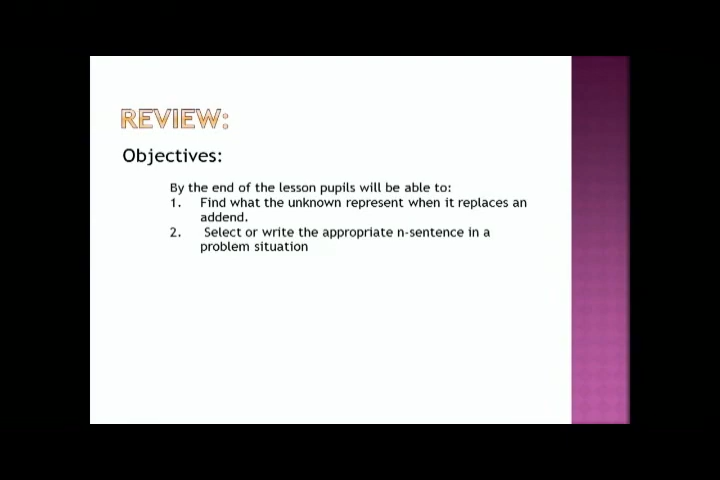 REVIEW:
Objectives:
By the end of the lesson pupils will be able to:
1. Find what the unknown represent when it replaces an
addend.
2. Select or write the appropriate n-sentence in a
problem situation